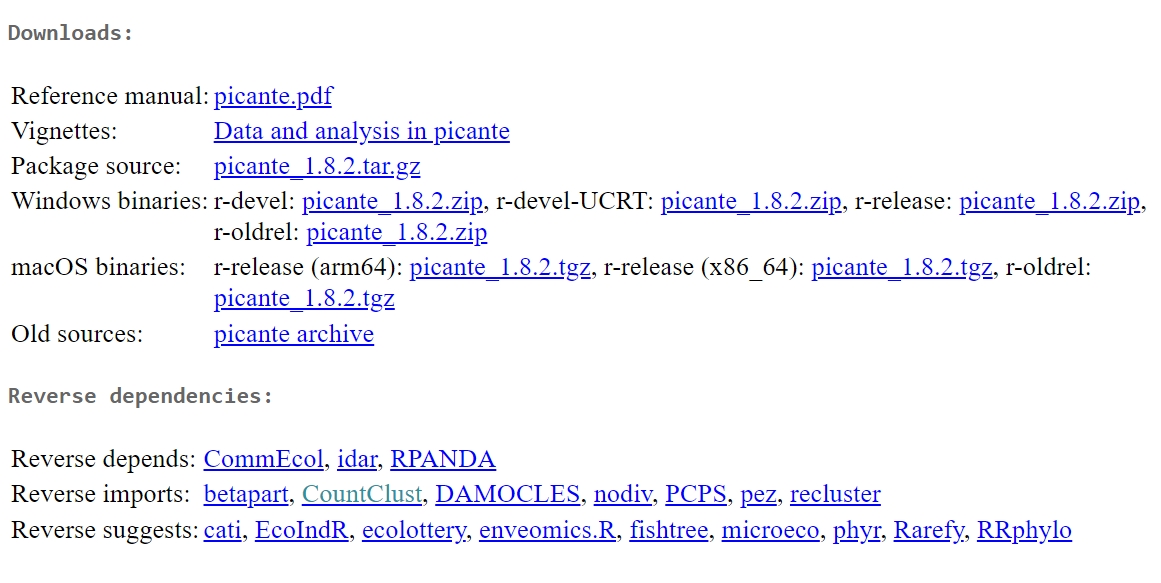 Downloads:
Reference manual: picante.pdf
Vignettes: Data and analysis in picante
Package source: picante_1.8.2.tar.gz
Windows binaries: r-devel: picante_1.8.2.zip, r-devel-UCRT: picante_1.8.2.zip, r-release: picante_1.8.2.zip,
r-oldrel: picante_1.8.2.zip
macOS binaries: r-release (arm64): picante_1.8.2.tgz, r-release (x86_64): picante_1.8.2.tgz, r-oldrel:
picante_1.8.2.tgz
Old sources: picante archive
Reverse dependencies:
Reverse depends: CommEcol, idar, RPANDA
Reverse imports: betapart, CountClust, DAMOCLES, nodiv, PCPS, pez, recluster
Reverse suggests: cati, EcoIndR, ecolottery, enveomics.R, fishtree, microeco, phyr, Rarefy, RRphylo